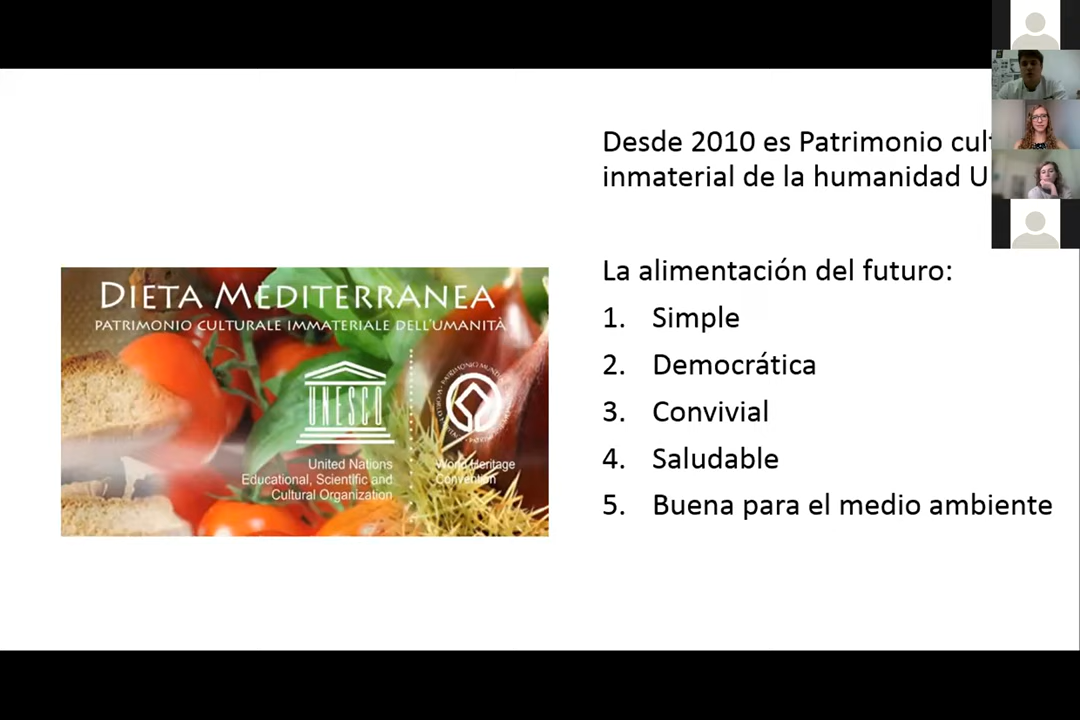 Desde 2010 es Patrimonio
inmaterial de la humanidad
La alimentación del futuro:
1. Simple
2. Democrática
3. Convivial
4. Saludable
5. Buena para el medio ambiente
DIETA MEDITERRANEA
PATRIMONIO CULTURALE IMMATERIALE DELL'UMANITÀ
UNESCO
United Nations
Educational, Scientific and
Cultural Organization
World Heritage
Convention